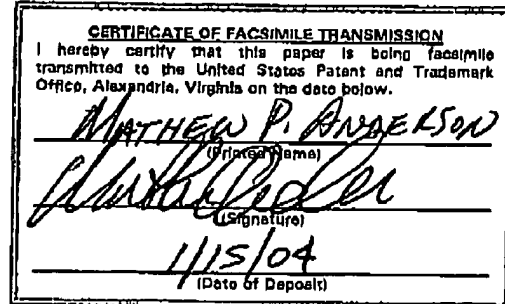 CERTIFICATE OF FACSIMILE TRANSMISSION
I hereby certify that this paper is being facsimile
transmitted to the United States Patent and Trademark
Office, Alexandria, Virginia on the date below.
MATHEW P. ANDERSON
(Printed Name)
(Signature)
1/15/04
(Date of Deposit)